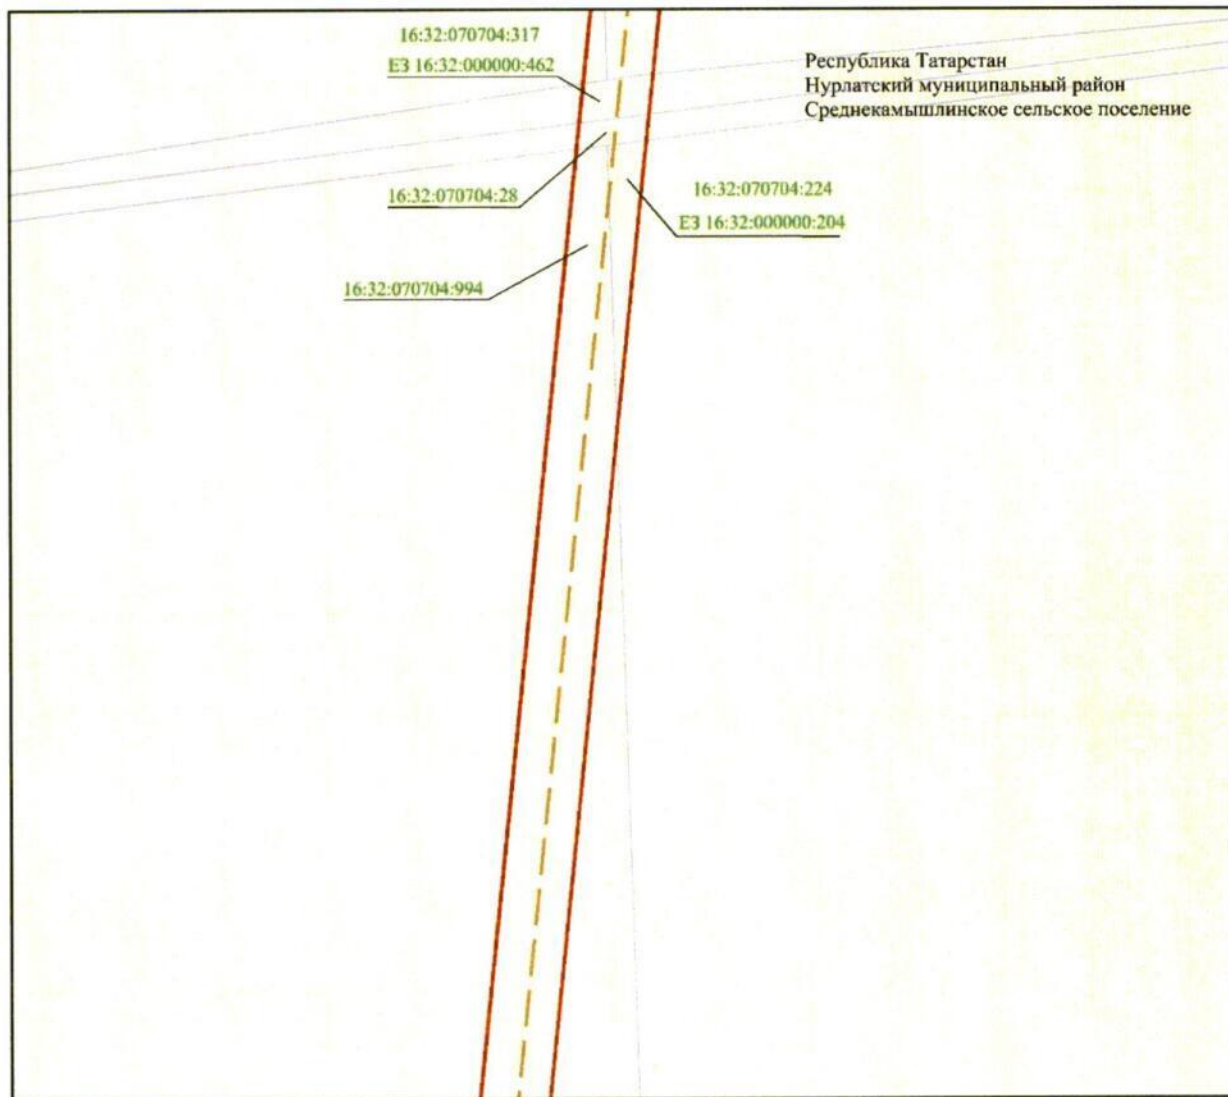 16:32:070704:317
ЕЗ 16:32:000000:462
Республика Татарстан
Нурлатский муниципальный район
Среднекамышлинское сельское поселение
16:32:070704:28
16:32:070704:224
ЕЗ 16:32:000000:204
16:32:070704:994